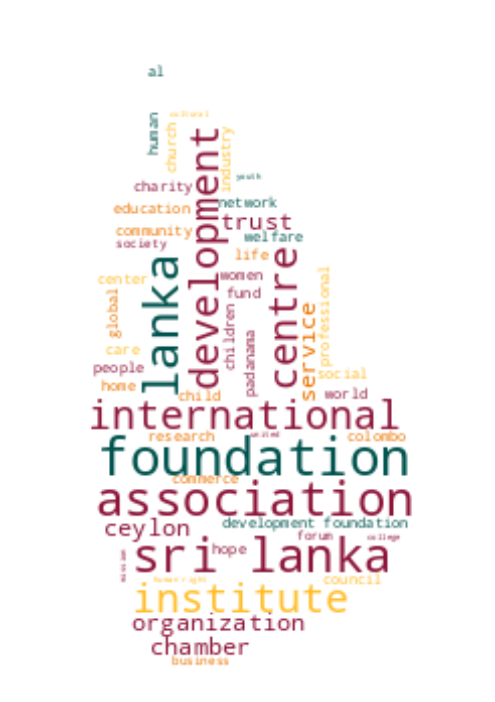 al
cultural
human
church
industry
development
youth
charity
network
education
trust
community
welfare
society
lanka
centre
life
women
center
professional
fund
global
service
children
padanama
care
people
social
home
child
world
international
research
united
colombo
foundation
commerce
association
ceylon
development foundation
forum
college
sri lanka
hope
mission
human right
council
institute
organization
chamber
business